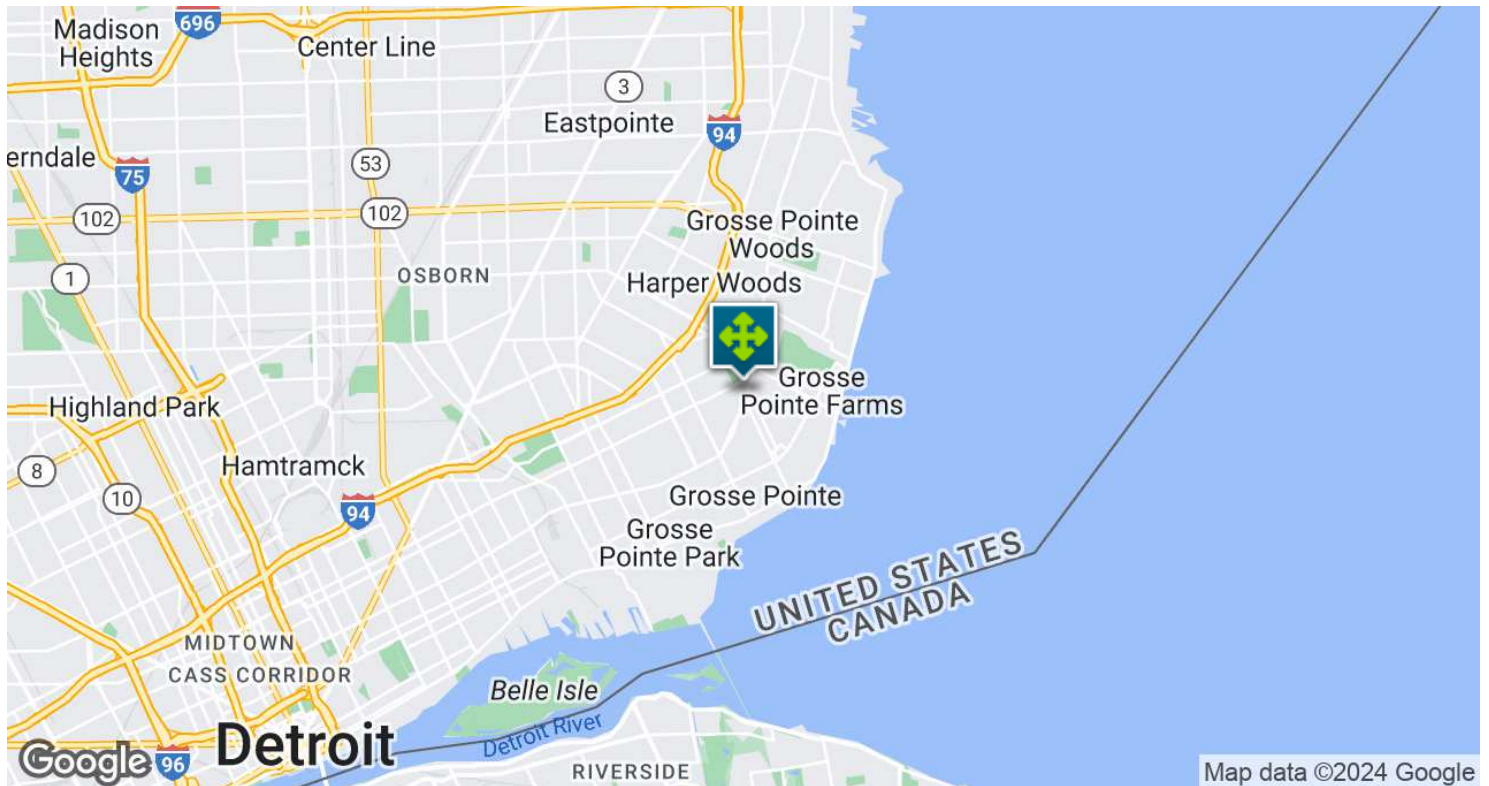 Madison
Heights
696
Center Line
3
Eastpointe
94
erndale
75
53
102
102
Grosse Pointe
Woods
1
OSBORN
Harper Woods
Grosse
Pointe Farms
Highland Park
8
Hamtramck
10
94
Grosse Pointe
Grosse
Pointe Park
UNITED STATES
CANADA
MIDTOWN
CASS CORRIDOR
Belle Isle
Detroit River
Detroit
Google
96
RIVERSIDE
Map data ©2024 Google